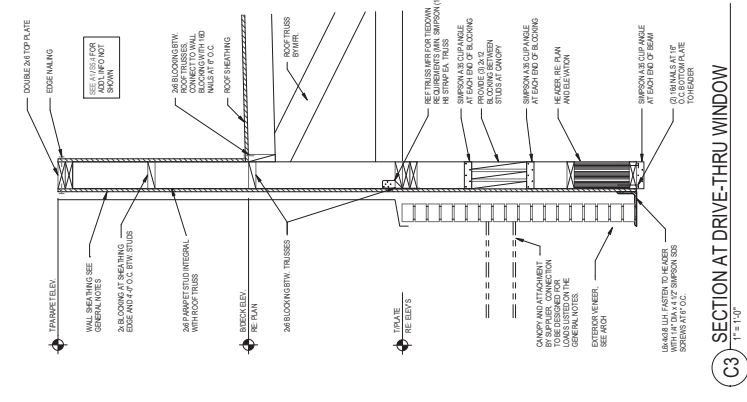 DOUBLE 2x6 TOP PLATE
EDGE NAILING
SEE A1/S5.4 FOR
ADD'L INFO NOT
SHOWN
2x6 BLOCKING BTW.
ROOF TRUSSES,
CONNECT TO WALL
BLOCKING WITH 16D
NAILS AT 6" O.C.
ROOF SHEATHING
ROOF TRUSS
BY MFR.
REF TRUSS MFR FOR TIEDOWN
REQUIREMENTS (MIN. SIMPSON (1)
H8 STRAP EA. TRUSS
SIMPSON A35 CLIP ANGLE
AT EACH END OF BLOCKING
PROVIDE (3) 2x12
BLOCKING BETWEEN
STUDS AT CANOPY
SIMPSON A35 CLIP ANGLE
AT EACH END OF BLOCKING
HEADER, RE: PLAN
AND ELEVATION
SIMPSON A35 CLIP ANGLE
AT EACH END OF BEAM
(2) 16d NAILS AT 16"
O.C. BOTTOM PLATE
TO HEADER
T/PARAPET ELEV.
WALL SHEATHING SEE
GENERAL NOTES
2x BLOCKING AT SHEATHING
EDGE AND 4'-0" O.C. BTW. STUDS
2x6 PARAPET STUD INTEGRAL
WITH ROOF TRUSS
B/DECK ELEV.
RE: PLAN
2x6 BLOCKING BTW. TRUSSES
T/PLATE
RE: ELEV'S
CANOPY AND ATTACHMENT
BY SUPPLIER. CONNECTION
TO BE DESIGNED FOR
LOADS LISTED ON THE
GENERAL NOTES.
EXTERIOR VENEER,
SEE ARCH
L6x4x3/8 LLH. FASTEN TO HEADER
WITH 1/4" DIA x 4 1/2" SIMPSON SDS
SCREWS AT 6" O.C.
C3
SECTION AT DRIVE-THRU WINDOW
1" = 1'-0"